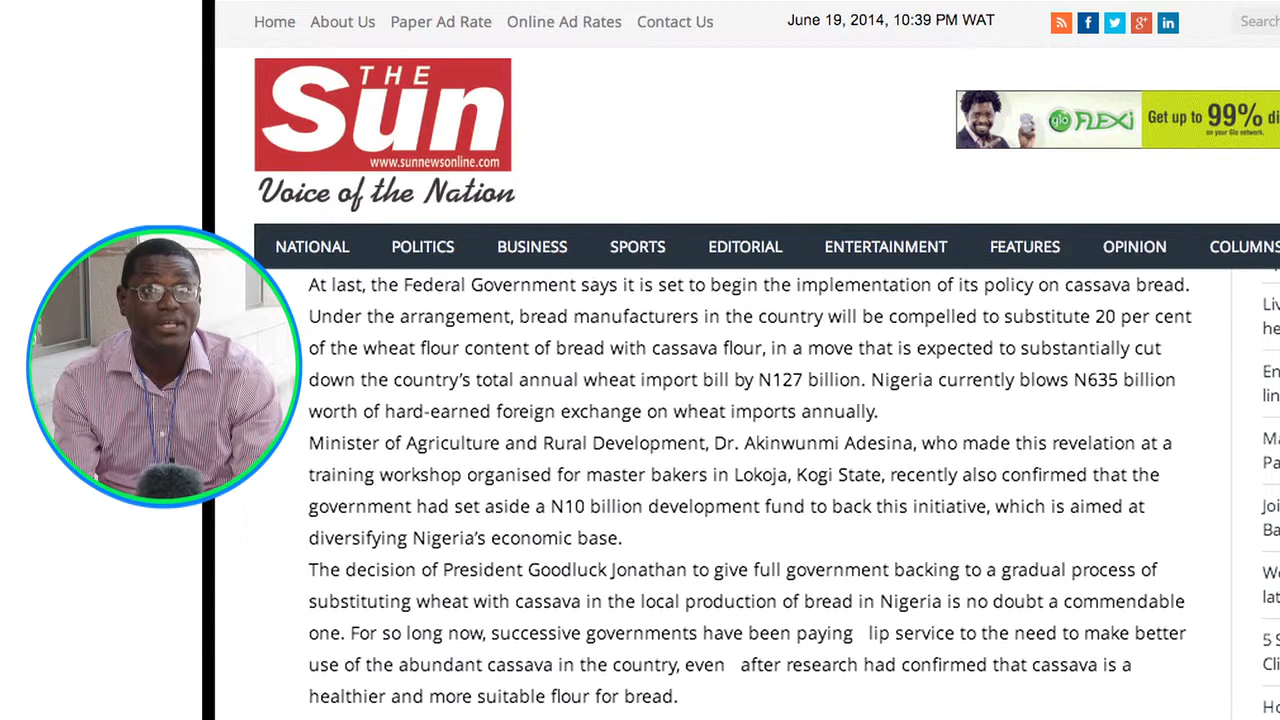 Home About Us Paper Ad Rate Online Ad Rates Contact Us June 19, 2014, 10:39 PM WAT Search
THE
Sun
www.sunnewsonline.com
Voice of the Nation
glo FLEXi Get up to 99% di
on your Glo network.
NATIONAL POLITICS BUSINESS SPORTS EDITORIAL ENTERTAINMENT FEATURES OPINION COLUMNS
At last, the Federal Government says it is set to begin the implementation of its policy on cassava bread.
Under the arrangement, bread manufacturers in the country will be compelled to substitute 20 per cent
of the wheat flour content of bread with cassava flour, in a move that is expected to substantially cut
down the country's total annual wheat import bill by N127 billion. Nigeria currently blows N635 billion
worth of hard-earned foreign exchange on wheat imports annually.
Minister of Agriculture and Rural Development, Dr. Akinwunmi Adesina, who made this revelation at a
training workshop organised for master bakers in Lokoja, Kogi State, recently also confirmed that the
government had set aside a N10 billion development fund to back this initiative, which is aimed at
diversifying Nigeria's economic base.
The decision of President Goodluck Jonathan to give full government backing to a gradual process of
substituting wheat with cassava in the local production of bread in Nigeria is no doubt a commendable
one. For so long now, successive governments have been paying lip service to the need to make better
use of the abundant cassava in the country, even after research had confirmed that cassava is a
healthier and more suitable flour for bread.